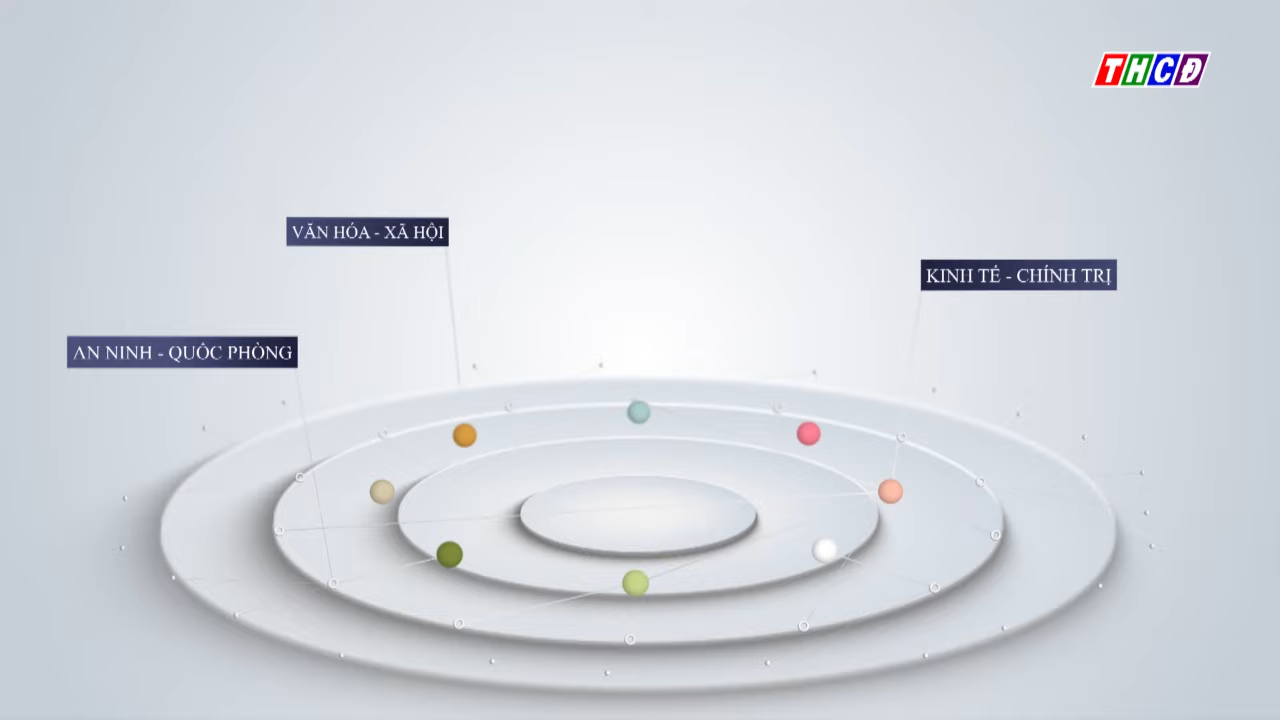 THCĐ
VĂN HÓA - XÃ HỘI
KINH TẾ - CHÍNH TRỊ
AN NINH - QUỐC PHÒNG